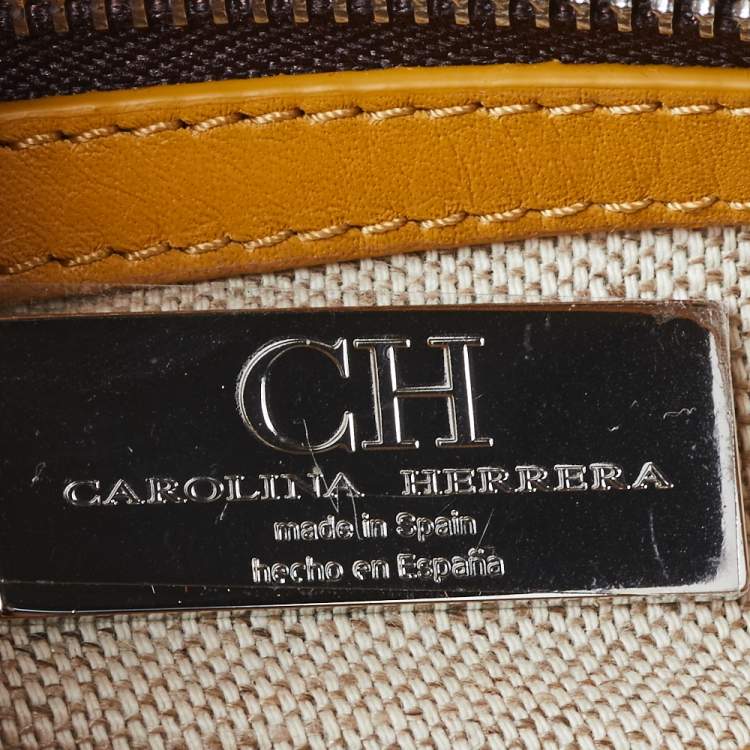 CH
CAROLINA HERRERA
made in Spain
hecho en España